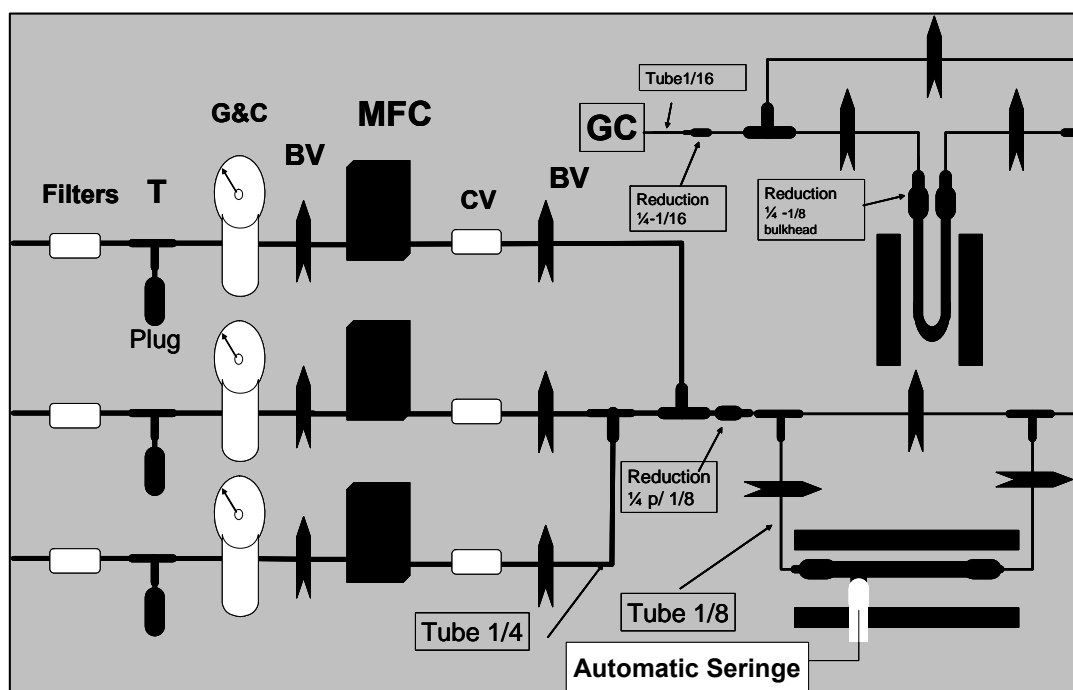 Tube1/16
G&C
MFC
GC
BV
BV
Filters
T
CV
Reduction
¼-1/16
Reduction
¼ -1/8
bulkhead
Plug
Reduction
¼ p/ 1/8
Tube 1/4
Tube 1/8
Automatic Seringe